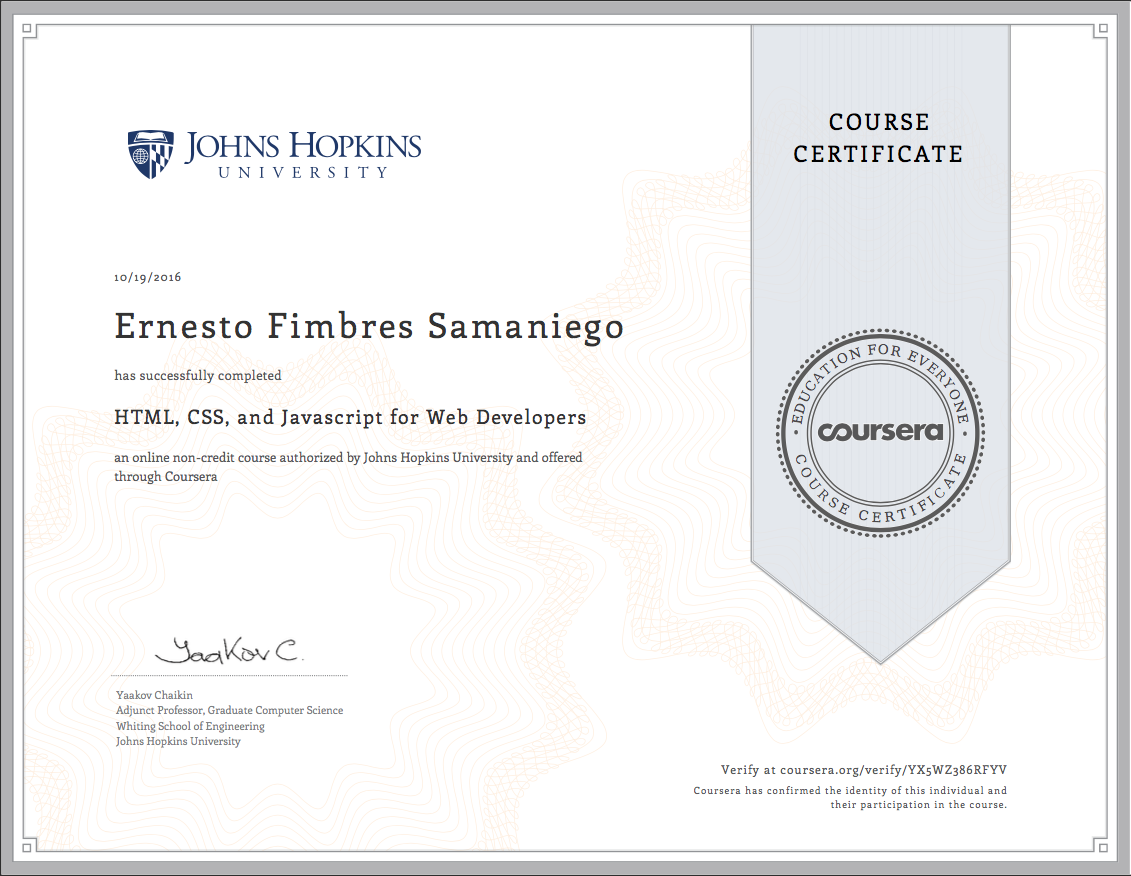 JOHNS HOPKINS
UNIVERSITY
COURSE
CERTIFICATE
10/19/2016
Ernesto Fimbres Samaniego
has successfully completed
HTML, CSS, and Javascript for Web Developers
an online non-credit course authorized by Johns Hopkins University and offered
through Coursera
EDUCATION FOR EVERYONE
coursera
COURSE CERTIFICATE
Yaakov C.
Yaakov Chaikin
Adjunct Professor, Graduate Computer Science
Whiting School of Engineering
Johns Hopkins University
Verify at coursera.org/verify/YX5WZ386RFYV
Coursera has confirmed the identity of this individual and
their participation in the course.